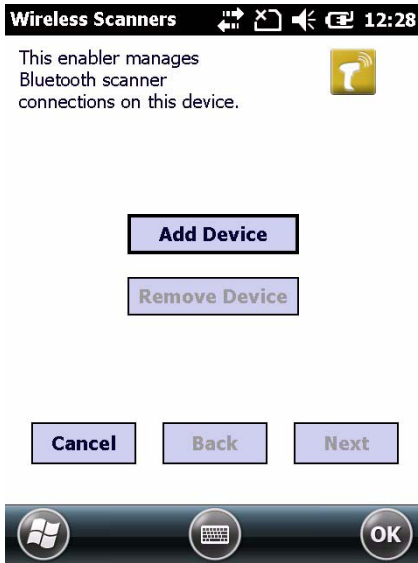 Wireless Scanners 12:28
This enabler manages
Bluetooth scanner
connections on this device.
Add Device
Remove Device
Cancel Back Next
OK